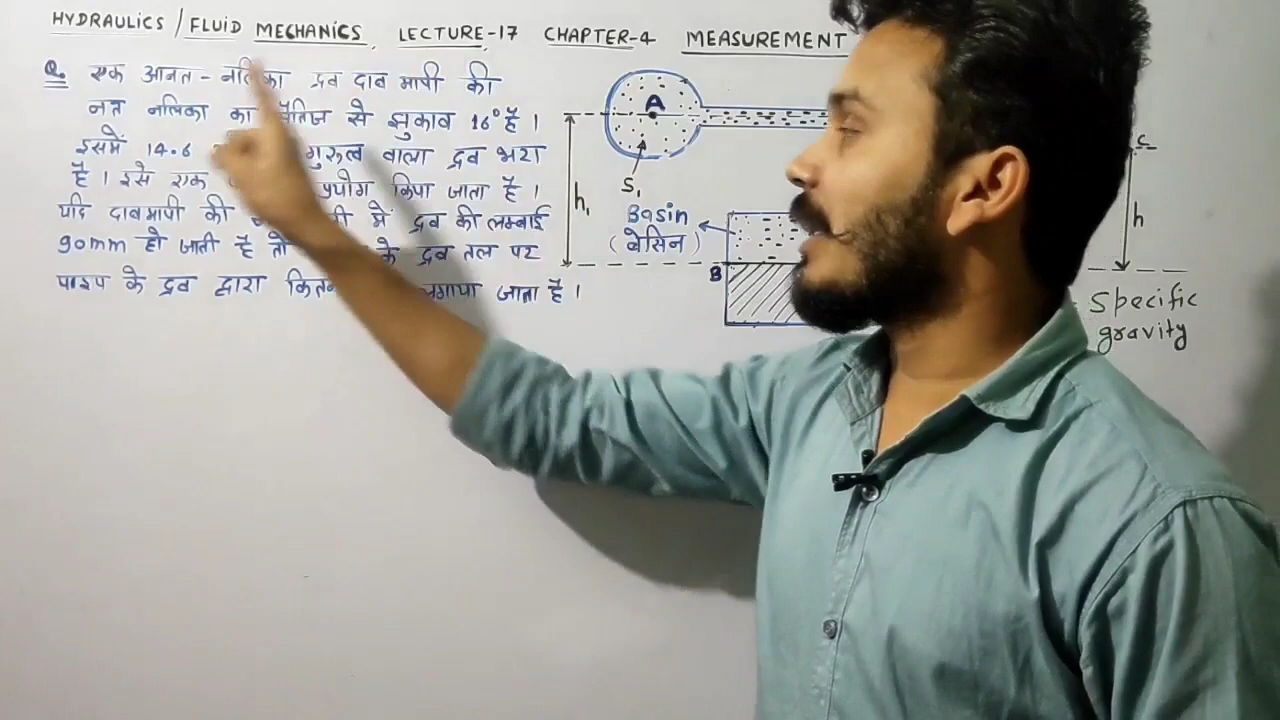 HYDRAULICS / FLUID MECHANICS, LECTURE-17 CHAPTER-4 MEASUREMENT
Q. एक आनत - नलिका द्रव दाब मापी की
नत नलिका का क्षैतिज से झुकाव 16° है ।
इसमें 14.6 गुरुत्व वाला द्रव भरा
है । इसे एक प्रयोग किया जाता है ।
यदि दाबमापी की में द्रव की लम्बाई
90mm हो जाती है तो के द्रव तल पर
पाइप के द्रव द्वारा लगाया जाता है ।
A
S₁
h₁
Basin
(बेसिन)
B
C
h
Specific
gravity